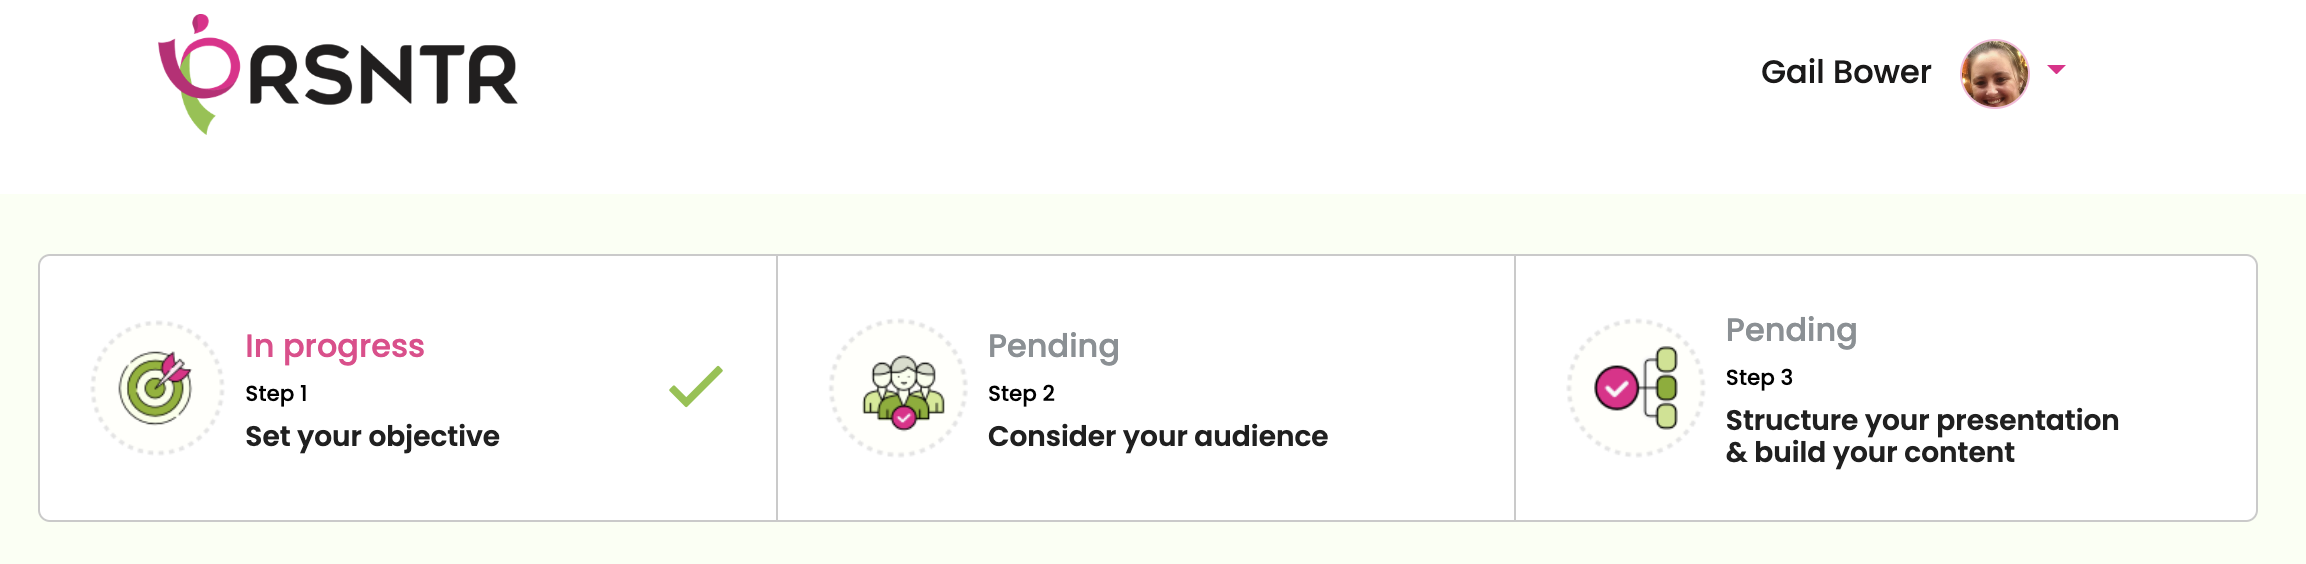 PRSNTR
Gail Bower
In progress
Step 1
Set your objective
Pending
Step 2
Consider your audience
Pending
Step 3
Structure your presentation
& build your content